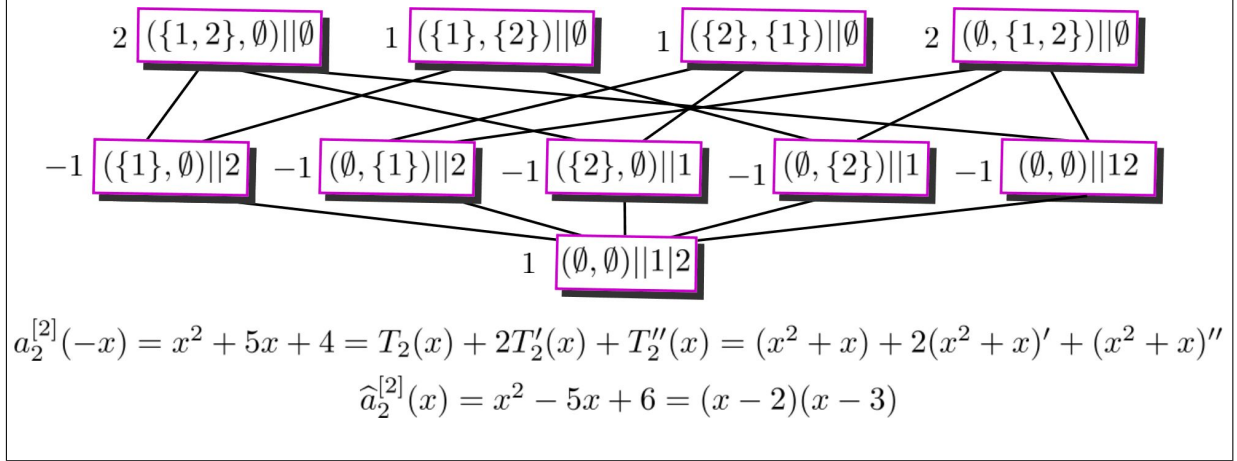 2 ({1, 2}, ∅)||∅ 1 ({1}, {2})||∅ 1 ({2}, {1})||∅ 2 (∅, {1, 2})||∅
−1 ({1}, ∅)||2 −1 (∅, {1})||2 −1 ({2}, ∅)||1 −1 (∅, {2})||1 −1 (∅, ∅)||12
1 (∅, ∅)||1|2
a_2^{[2]}(−x) = x^2 + 5x + 4 = T_2(x) + 2T_2′(x) + T_2″(x) = (x^2 + x) + 2(x^2 + x)′ + (x^2 + x)″
\widehat{a}_2^{[2]}(x) = x^2 − 5x + 6 = (x − 2)(x − 3)